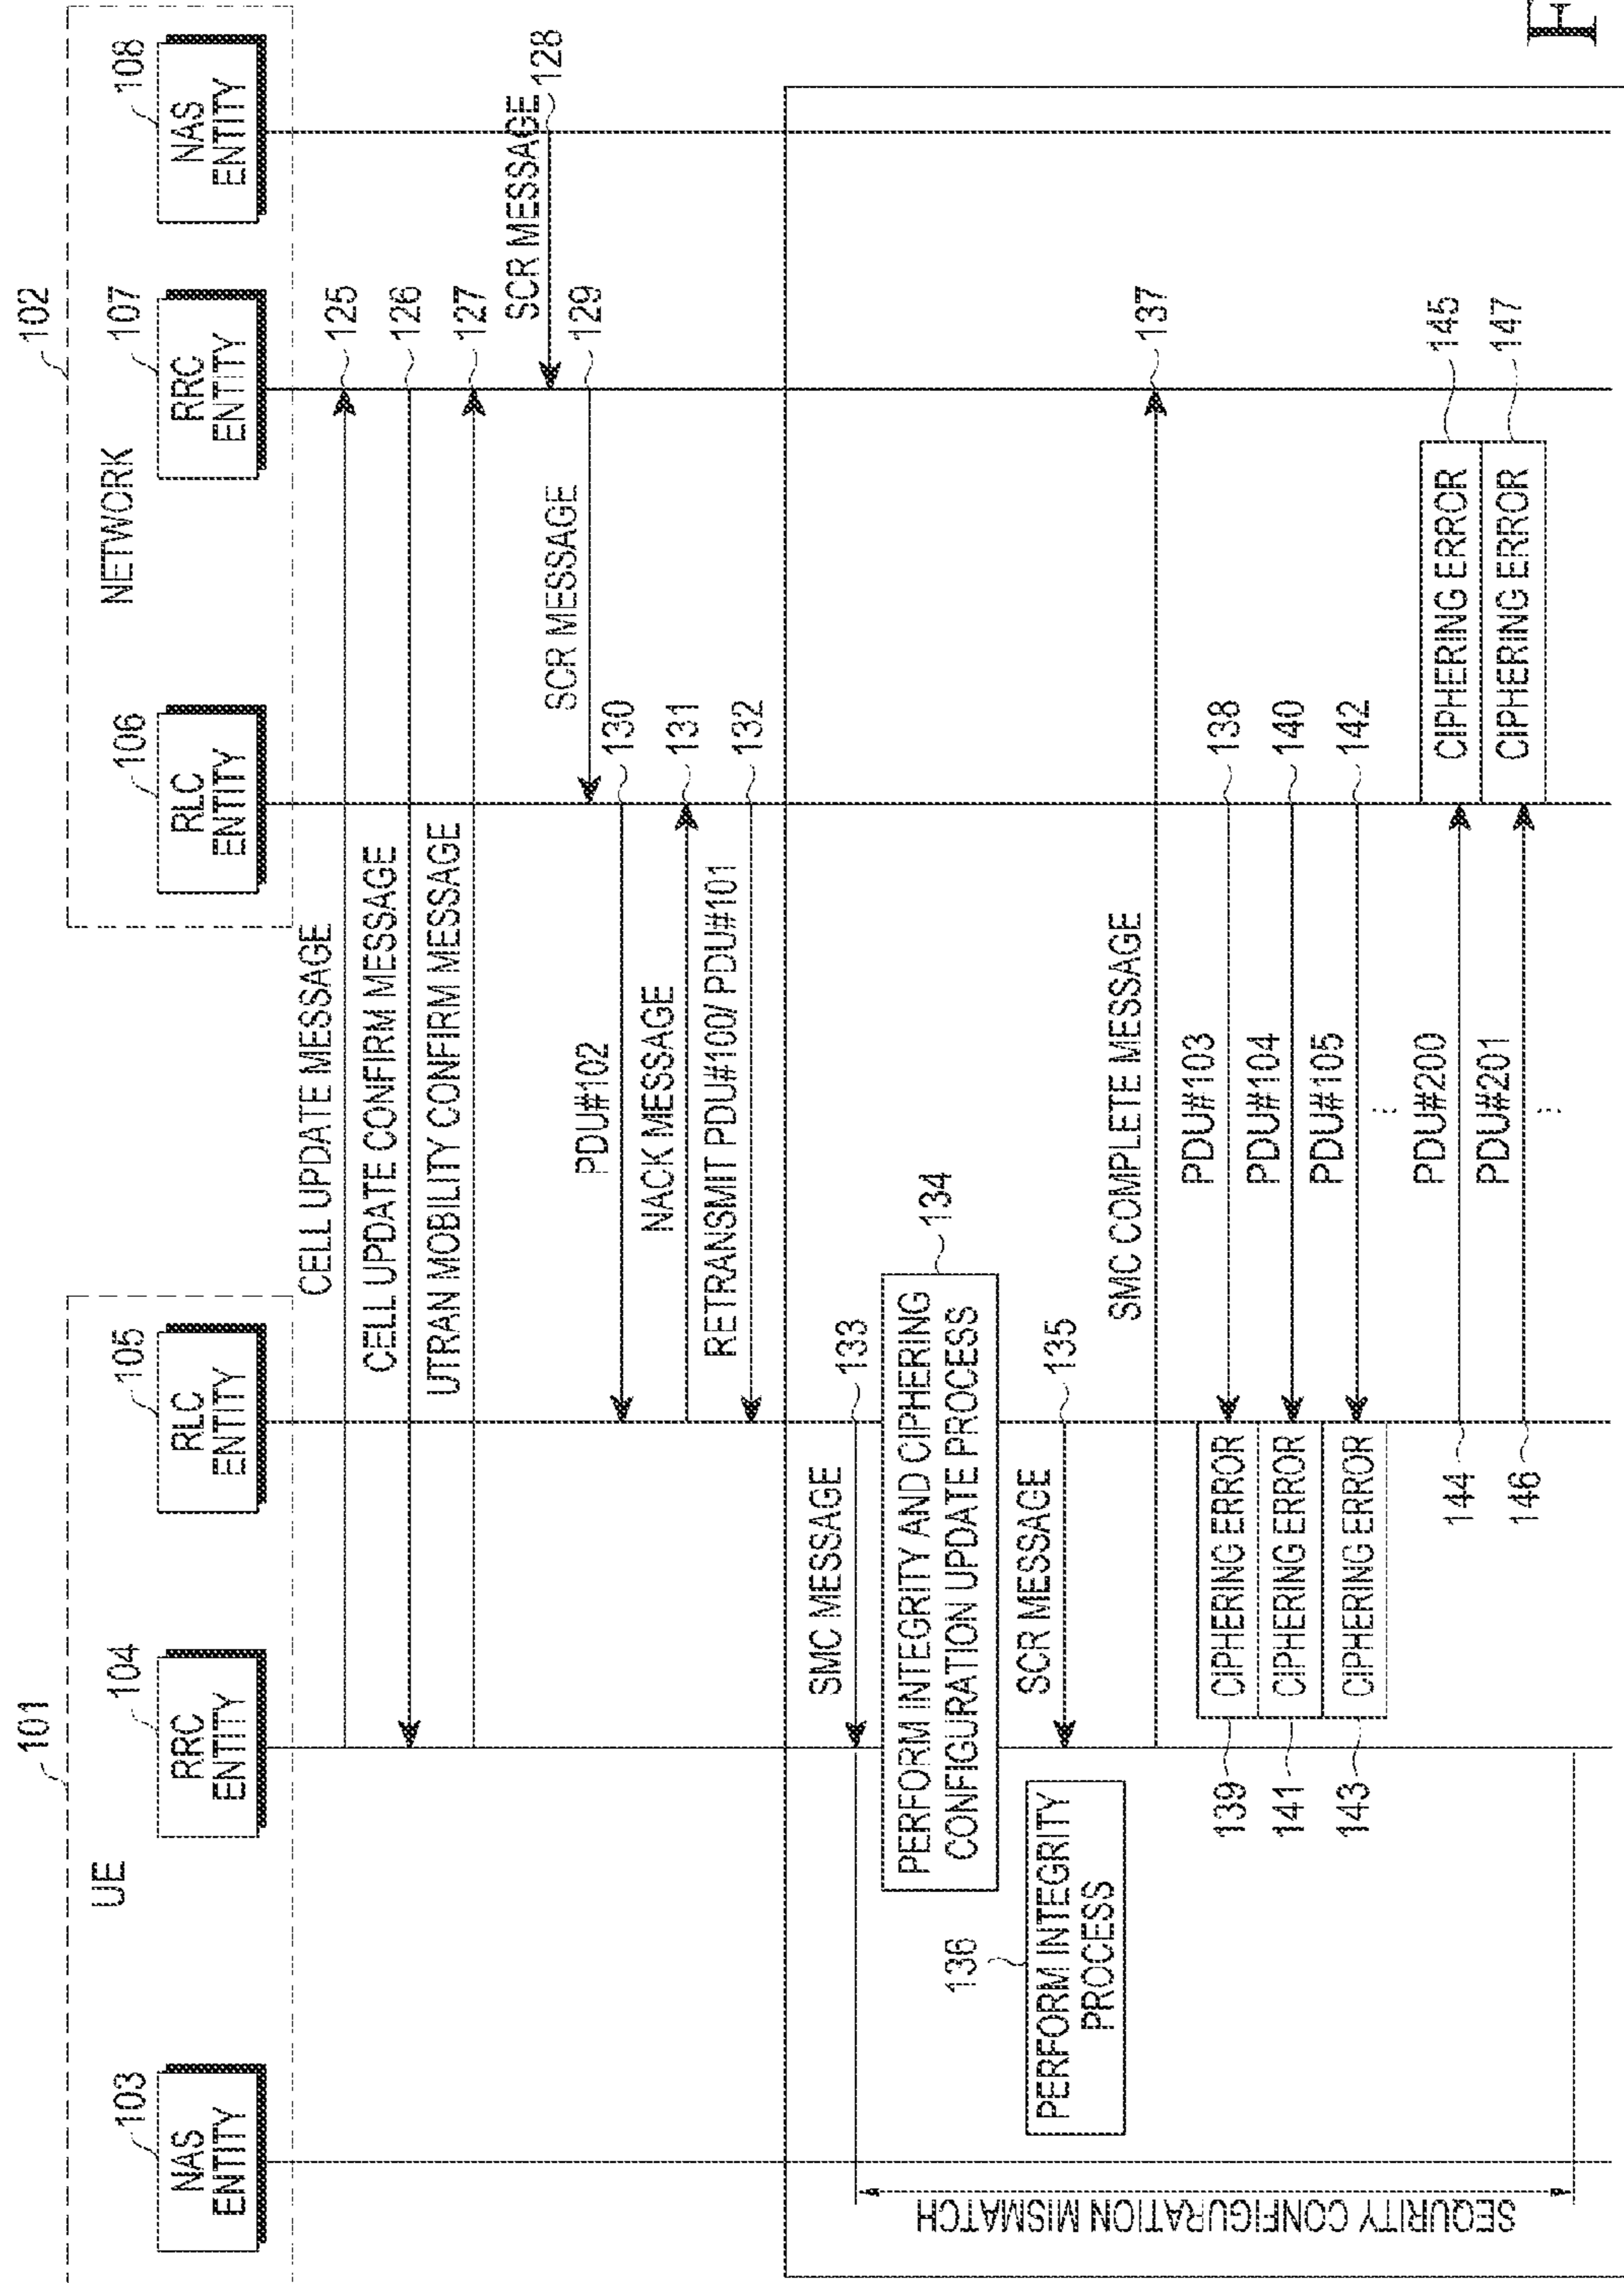 101
102
UE
NETWORK
103
104
105
106
107
108
NAS
ENTITY
RRC
ENTITY
RLC
ENTITY
RLC
ENTITY
RRC
ENTITY
NAS
ENTITY
CELL UPDATE MESSAGE
125
CELL UPDATE CONFIRM MESSAGE
126
UTRAN MOBILITY CONFIRM MESSAGE
127
SCR MESSAGE
128
SCR MESSAGE
129
PDU#102
130
NACK MESSAGE
131
RETRANSMIT PDU#100/ PDU#101
132
SMC MESSAGE
133
PERFORM INTEGRITY AND CIPHERING
CONFIGURATION UPDATE PROCESS
134
SCR MESSAGE
135
136
PERFORM INTEGRITY
PROCESS
SMC COMPLETE MESSAGE
137
PDU#103
138
139
CIPHERING ERROR
PDU#104
140
141
CIPHERING ERROR
PDU#105
142
143
CIPHERING ERROR
PDU#200
144
CIPHERING ERROR
145
PDU#201
146
CIPHERING ERROR
147
SEQURITY CONFIGURATION MISMATCH